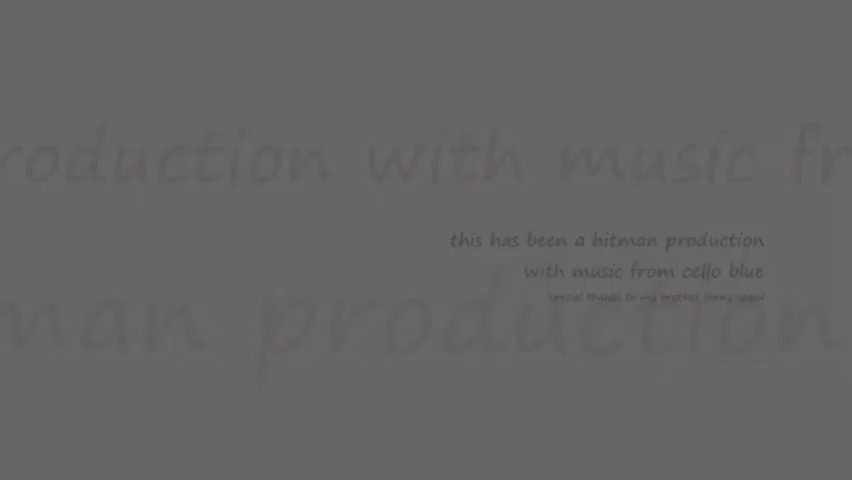 roduction with music fr
this has been a hitman production
with music from cello blue
special thanks to my brother
man production